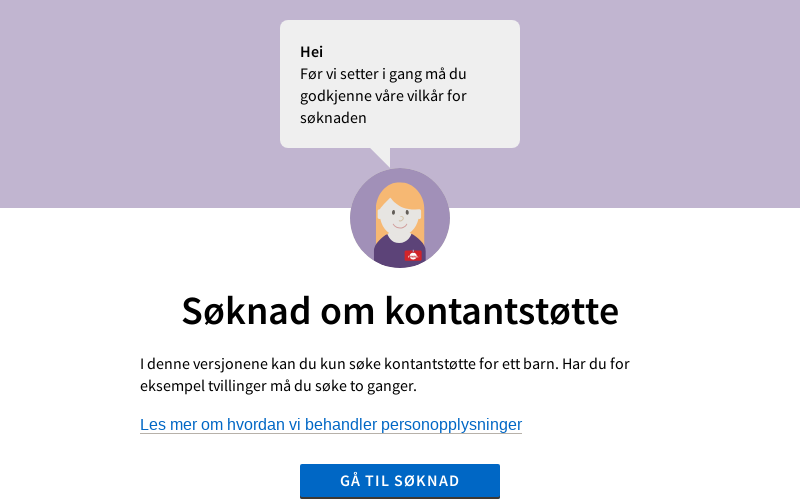 Hei
Før vi setter i gang må du
godkjenne våre vilkår for
søknaden
Søknad om kontantstøtte
I denne versjonene kan du kun søke kontantstøtte for ett barn. Har du for
eksempel tvillinger må du søke to ganger.
Les mer om hvordan vi behandler personopplysninger
GÅ TIL SØKNAD